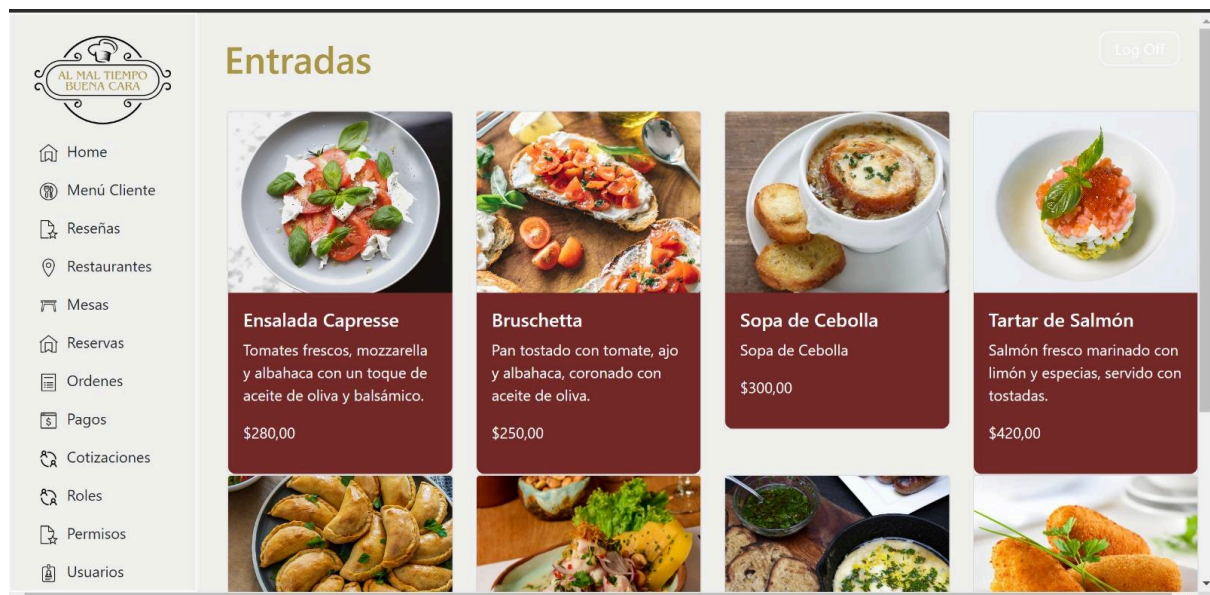 AL MAL TIEMPO
BUENA CARA
Home
Menú Cliente
Reseñas
Restaurantes
Mesas
Reservas
Ordenes
Pagos
Cotizaciones
Roles
Permisos
Usuarios
Entradas
Log Off
Ensalada Capresse
Tomates frescos, mozzarella
y albahaca con un toque de
aceite de oliva y balsámico.
$280,00
Bruschetta
Pan tostado con tomate, ajo
y albahaca, coronado con
aceite de oliva.
$250,00
Sopa de Cebolla
Sopa de Cebolla
$300,00
Tartar de Salmón
Salmón fresco marinado con
limón y especias, servido con
tostadas.
$420,00